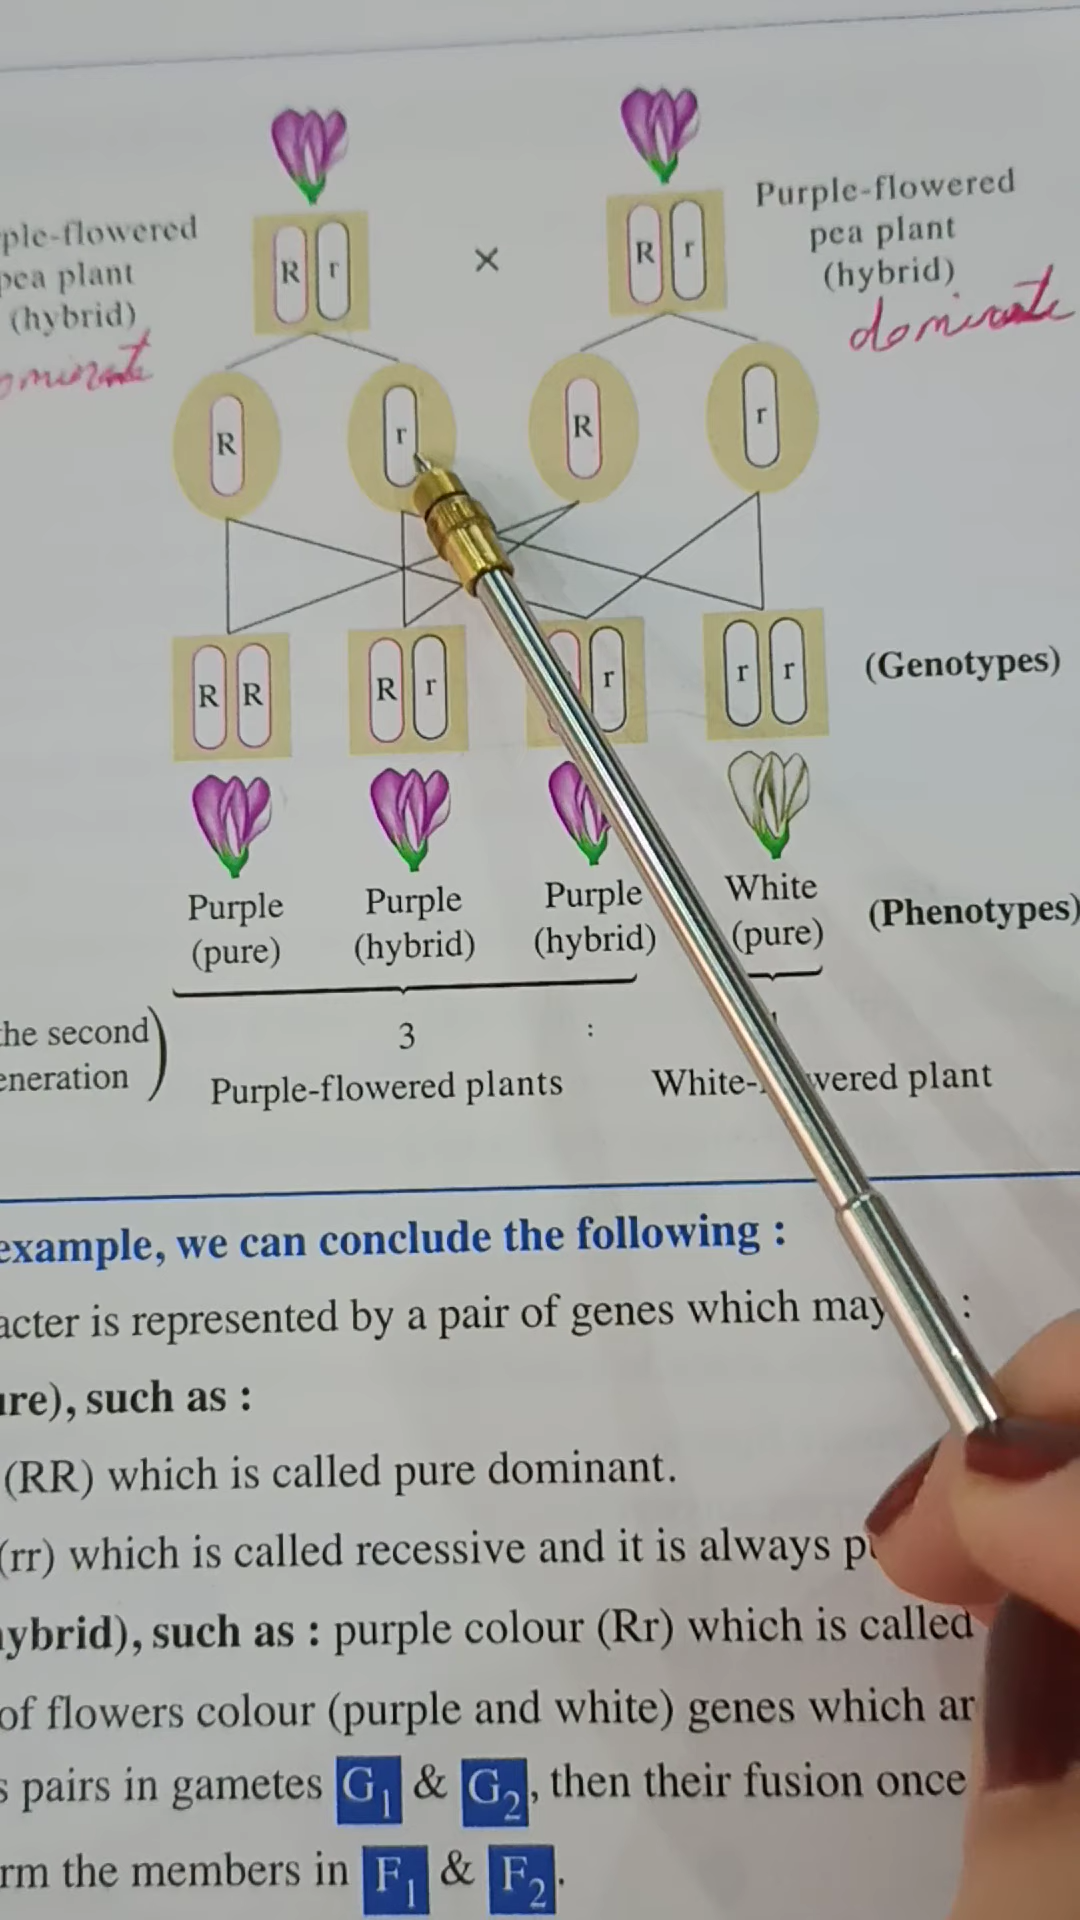 Purple-flowered
pea plant
(hybrid)
dominate
ple-flowered
pea plant
(hybrid)
ominate
R r × R r
R r R r
R R R r r r r (Genotypes)
Purple Purple Purple White (Phenotypes)
(pure) (hybrid) (hybrid) (pure)
he second
eneration) 3 :
Purple-flowered plants White- wered plant
example, we can conclude the following :
acter is represented by a pair of genes which may :
ure), such as :
(RR) which is called pure dominant.
(rr) which is called recessive and it is always
ybrid), such as : purple colour (Rr) which is called
of flowers colour (purple and white) genes which ar
s pairs in gametes G1 & G2, then their fusion once
rm the members in F1 & F2.